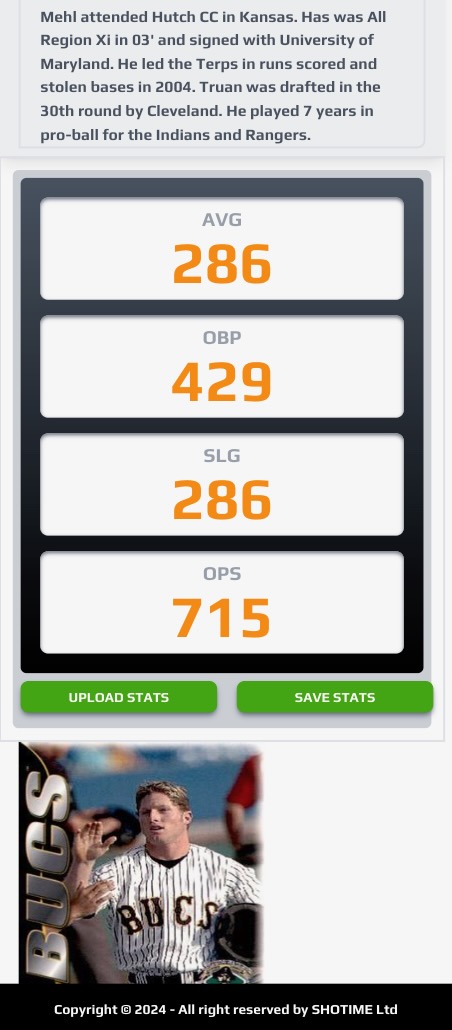 Mehl attended Hutch CC in Kansas. Has was All
Region Xi in 03' and signed with University of
Maryland. He led the Terps in runs scored and
stolen bases in 2004. Truan was drafted in the
30th round by Cleveland. He played 7 years in
pro-ball for the Indians and Rangers.
AVG
286
OBP
429
SLG
286
OPS
715
UPLOAD STATS
SAVE STATS
BUCS
BUCS
Copyright © 2024 - All right reserved by SHOTIME Ltd